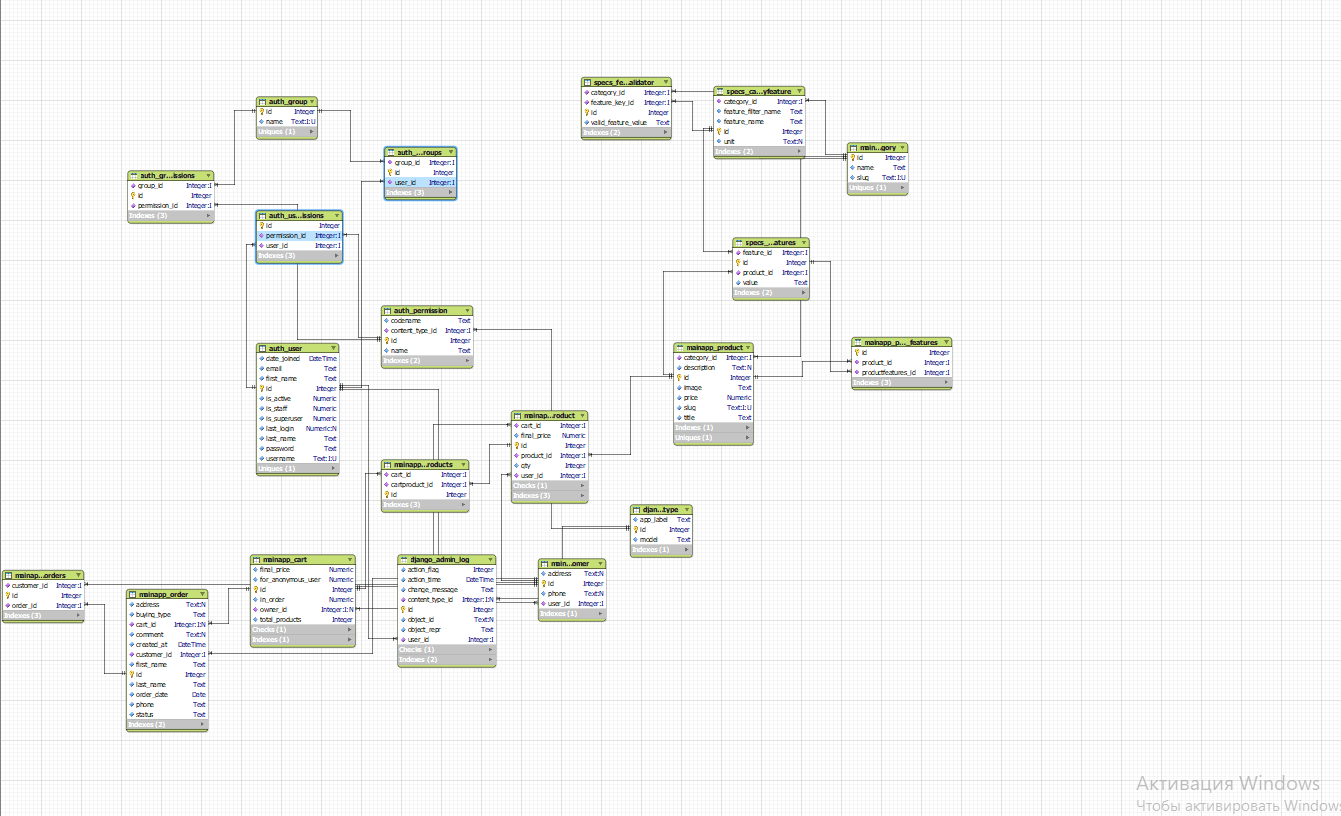 specs_fe...alidator
category_id Integer:I
feature_key_id Integer:I
id Integer
valid_feature_value Text
Indexes (2)
specs_ca...yfeature
category_id Integer:I
feature_filter_name Text
feature_name Text
id Integer
unit Text:N
Indexes (2)
auth_group
id Integer
name Text:I:U
Uniques (1)
main...gory
id Integer
name Text
slug Text:I:U
Uniques (1)
auth_...roups
group_id Integer:I
id Integer
user_id Integer:I
Indexes (3)
auth_gr...issions
group_id Integer:I
id Integer
permission_id Integer:I
Indexes (3)
auth_us...issions
id Integer
permission_id Integer:I
user_id Integer:I
Indexes (3)
specs_...atures
feature_id Integer:I
id Integer
product_id Integer:I
value Text
Indexes (2)
auth_permission
codename Text
content_type_id Integer:I
id Integer
name Text
Indexes (2)
auth_user
date_joined DateTime
email Text
first_name Text
id Integer
is_active Numeric
is_staff Numeric
is_superuser Numeric
last_login Numeric:N
last_name Text
password Text
username Text:I:U
Uniques (1)
mainapp_product
category_id Integer:I
description Text:N
id Integer
image Text
price Numeric
slug Text:I:U
title Text
Indexes (1)
Uniques (1)
mainapp_p..._features
id Integer
product_id Integer:I
productfeatures_id Integer:I
Indexes (3)
mainap...roduct
cart_id Integer:I
final_price Numeric
id Integer
product_id Integer:I
qty Integer
user_id Integer:I
Checks (1)
Indexes (3)
mainapp...roducts
cart_id Integer:I
cartproduct_id Integer:I
id Integer
Indexes (3)
djan...type
app_label Text
id Integer
model Text
Indexes (1)
mainapp_cart
final_price Numeric
for_anonymous_user Numeric
id Integer
in_order Numeric
owner_id Integer:I:N
total_products Integer
Checks (1)
Indexes (1)
django_admin_log
action_flag Integer
action_time DateTime
change_message Text
content_type_id Integer:I:N
id Integer
object_id Text:N
object_repr Text
user_id Integer:I
Checks (1)
Indexes (2)
main...omer
address Text:N
id Integer
phone Text:N
user_id Integer:I
Indexes (1)
mainap...orders
customer_id Integer:I
id Integer
order_id Integer:I
Indexes (3)
mainapp_order
address Text:N
buying_type Text
cart_id Integer:I:N
comment Text:N
created_at DateTime
customer_id Integer:I
first_name Text
id Integer
last_name Text
order_date Date
phone Text
status Text
Indexes (2)
Активация Windows
Чтобы активировать Windows